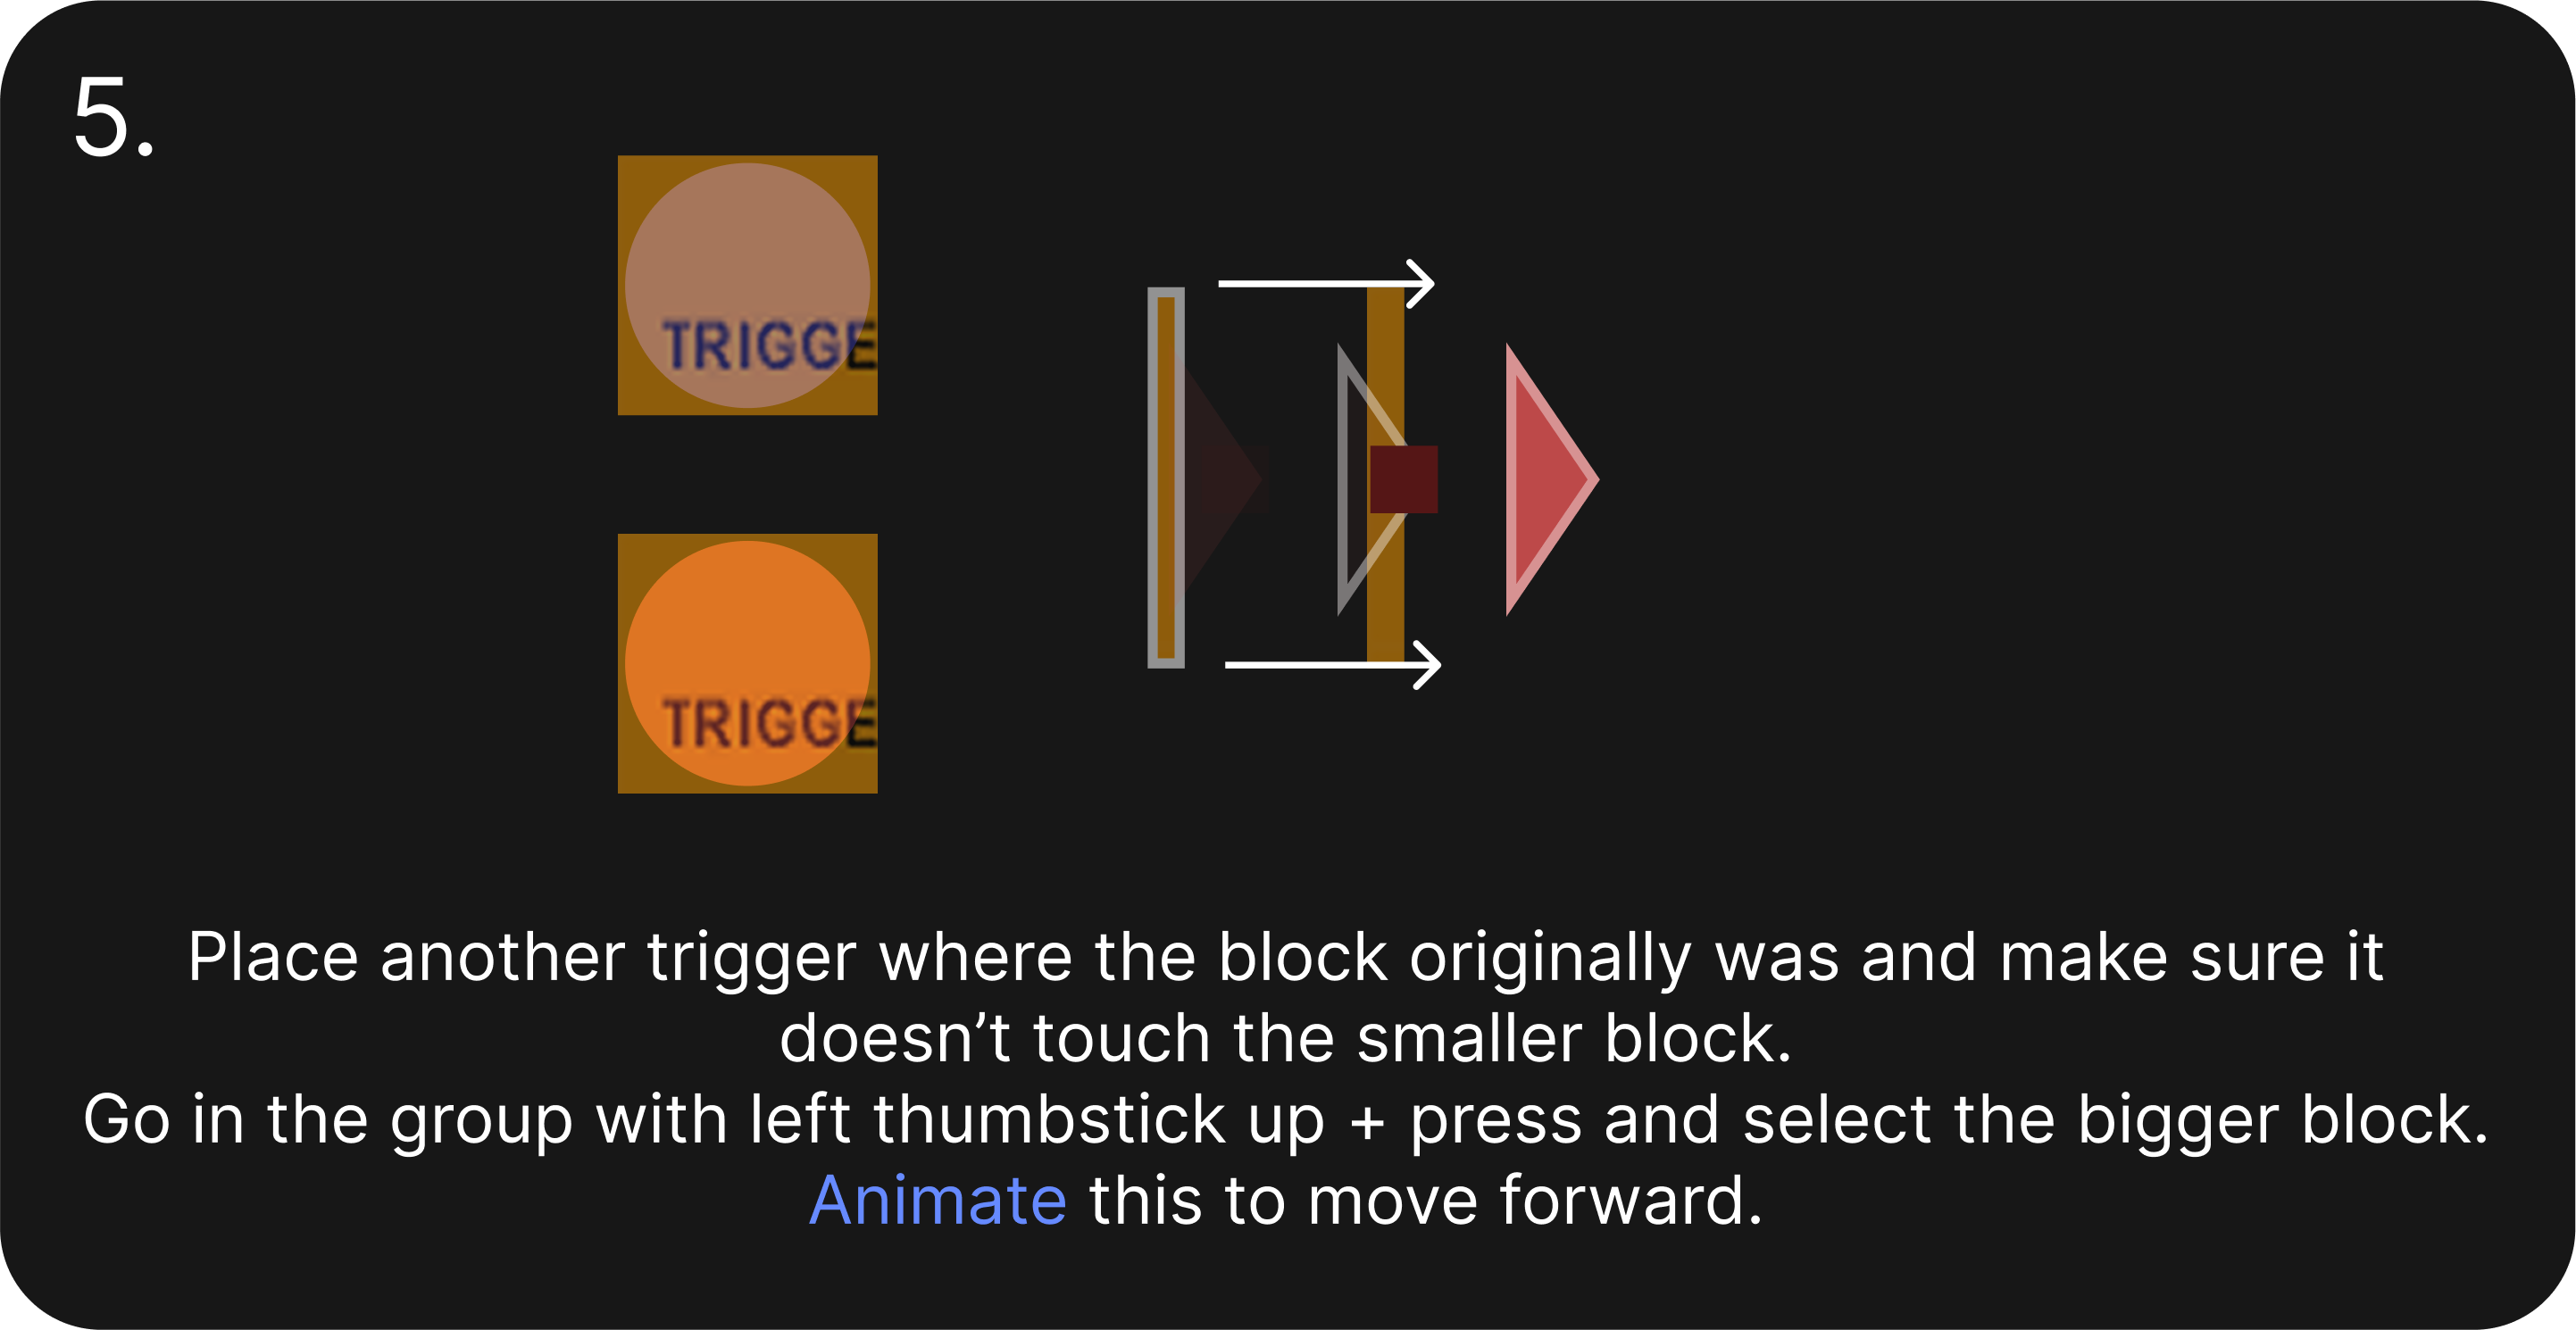 5.
TRIGGE
TRIGGE
Place another trigger where the block originally was and make sure it
doesn’t touch the smaller block.
Go in the group with left thumbstick up + press and select the bigger block.
Animate this to move forward.